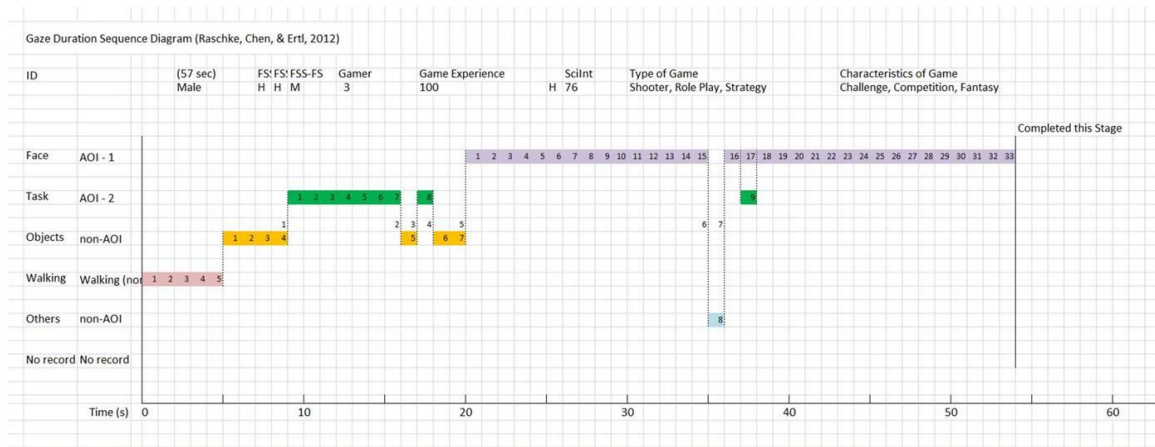 Gaze Duration Sequence Diagram (Raschke, Chen, & Ertl, 2012)
ID (57 sec) FS! FS! FSS-FS Gamer Game Experience SciInt Type of Game Characteristics of Game
Male H H M 3 100 H 76 Shooter, Role Play, Strategy Challenge, Competition, Fantasy
Completed this Stage
Face AOI - 1 1 2 3 4 5 6 7 8 9 10 11 12 13 14 15 16 17 18 19 20 21 22 23 24 25 26 27 28 29 30 31 32 33
Task AOI - 2 1 2 3 4 5 6 7 8 9
1 2 3 4 5 6 7
Objects non-AOI 1 2 3 4 5 6 7
Walking Walking (nor 1 2 3 4 5
Others non-AOI 8
No record No record
Time (s) 0 10 20 30 40 50 60